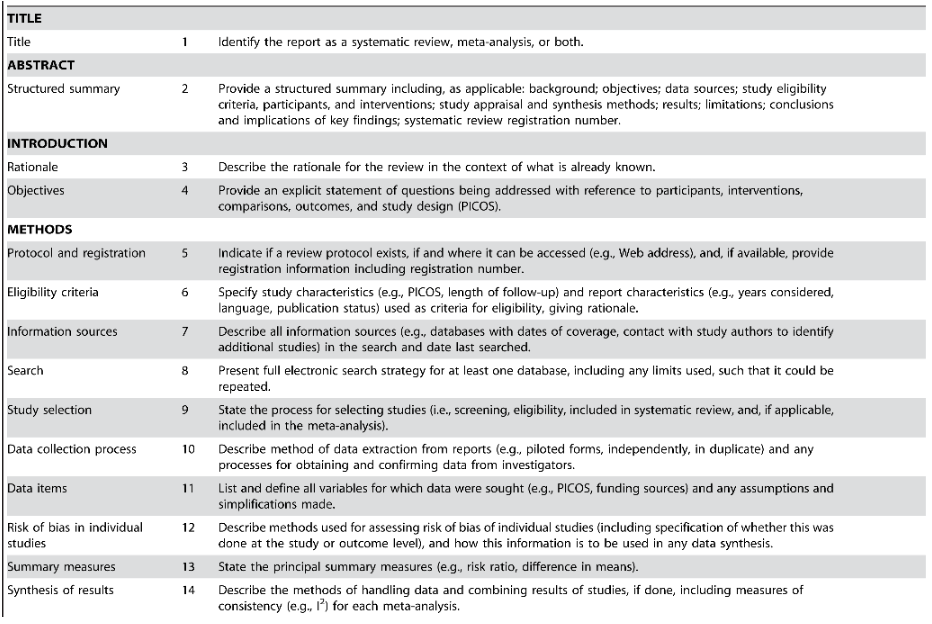 TITLE
Title 1 Identify the report as a systematic review, meta-analysis, or both.
ABSTRACT
Structured summary 2 Provide a structured summary including, as applicable: background; objectives; data sources; study eligibility
criteria, participants, and interventions; study appraisal and synthesis methods; results; limitations; conclusions
and implications of key findings; systematic review registration number.
INTRODUCTION
Rationale 3 Describe the rationale for the review in the context of what is already known.
Objectives 4 Provide an explicit statement of questions being addressed with reference to participants, interventions,
comparisons, outcomes, and study design (PICOS).
METHODS
Protocol and registration 5 Indicate if a review protocol exists, if and where it can be accessed (e.g., Web address), and, if available, provide
registration information including registration number.
Eligibility criteria 6 Specify study characteristics (e.g., PICOS, length of follow-up) and report characteristics (e.g., years considered,
language, publication status) used as criteria for eligibility, giving rationale.
Information sources 7 Describe all information sources (e.g., databases with dates of coverage, contact with study authors to identify
additional studies) in the search and date last searched.
Search 8 Present full electronic search strategy for at least one database, including any limits used, such that it could be
repeated.
Study selection 9 State the process for selecting studies (i.e., screening, eligibility, included in systematic review, and, if applicable,
included in the meta-analysis).
Data collection process 10 Describe method of data extraction from reports (e.g., piloted forms, independently, in duplicate) and any
processes for obtaining and confirming data from investigators.
Data items 11 List and define all variables for which data were sought (e.g., PICOS, funding sources) and any assumptions and
simplifications made.
Risk of bias in individual 12 Describe methods used for assessing risk of bias of individual studies (including specification of whether this was
studies done at the study or outcome level), and how this information is to be used in any data synthesis.
Summary measures 13 State the principal summary measures (e.g., risk ratio, difference in means).
Synthesis of results 14 Describe the methods of handling data and combining results of studies, if done, including measures of
consistency (e.g., I²) for each meta-analysis.